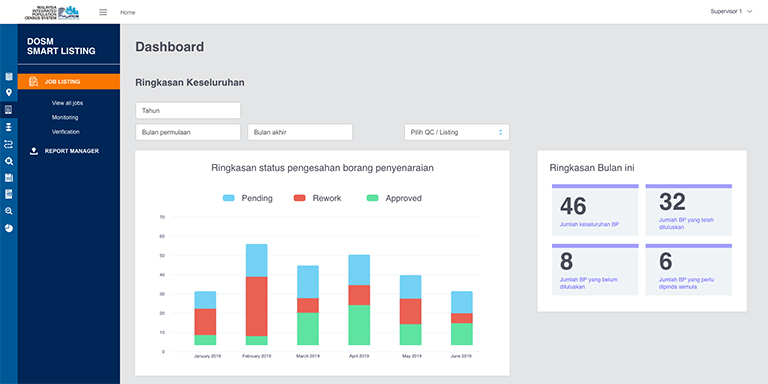 MALAYSIA
INTEGRATED
POPULATION
CENSUS SYSTEM
Home
Supervisor 1
DOSM
SMART LISTING
JOB LISTING
View all jobs
Monitoring
Verification
REPORT MANAGER
Dashboard
Ringkasan Keseluruhan
Tahun
Bulan permulaan
Bulan akhir
Pilih QC / Listing
Ringkasan status pengesahan borang penyenaraian
Pending
Rework
Approved
70
60
50
40
30
20
10
0
January 2019
February 2019
March 2019
April 2019
May 2019
June 2019
Ringkasan Bulan ini
46
Jumlah keseluruhan BP
32
Jumlah BP yang telah
diluluskan
8
Jumlah BP yang belum
diluluskan
6
Jumlah BP yang perlu
dipinda semula